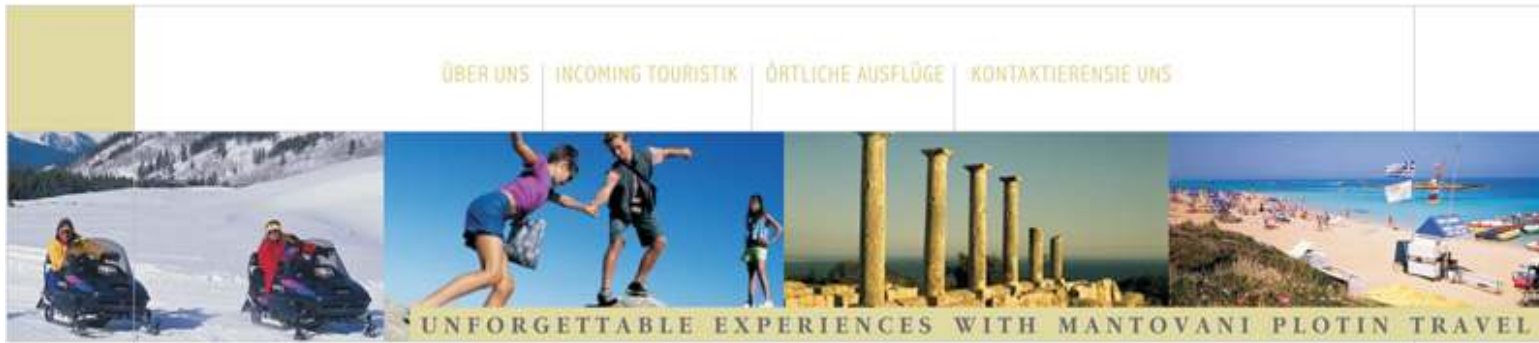 ÜBER UNS INCOMING TOURISTIK ÖRTLICHE AUSFLÜGE KONTAKTIERENSIE UNS
UNFORGETTABLE EXPERIENCES WITH MANTOVANI PLOTIN TRAVEL